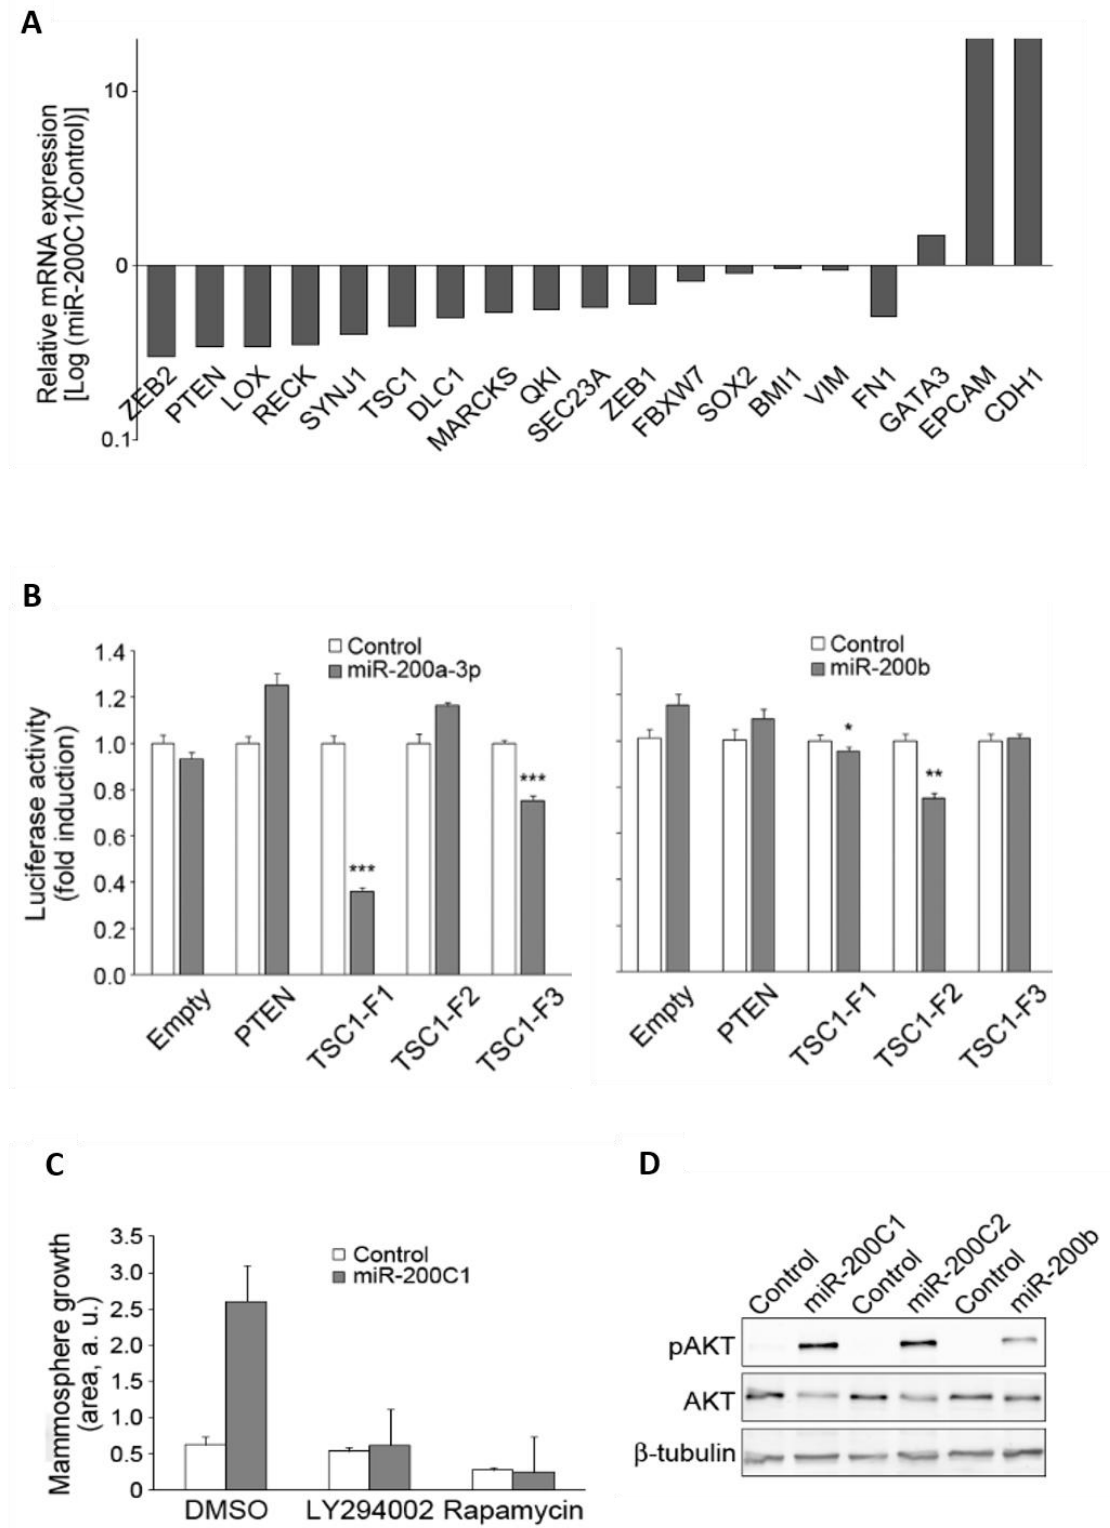 A
Relative mRNA expression
[Log (miR-200C1/Control)]
10
0
0.1
ZEB2
PTEN
LOX
RECK
SYNJ1
TSC1
DLC1
MARCKS
QKI
SEC23A
ZEB1
FBXW7
SOX2
BMI1
VIM
FN1
GATA3
EPCAM
CDH1
B
Luciferase activity
(fold induction)
1.4
1.2
1.0
0.8
0.6
0.4
0.2
0.0
Control
miR-200a-3p
***
***
Empty
PTEN
TSC1-F1
TSC1-F2
TSC1-F3
Control
miR-200b
*
**
Empty
PTEN
TSC1-F1
TSC1-F2
TSC1-F3
C
Mammosphere growth
(area, a. u.)
3.5
3.0
2.5
2.0
1.5
1.0
0.5
0
Control
miR-200C1
DMSO
LY294002
Rapamycin
D
Control
miR-200C1
Control
miR-200C2
Control
miR-200b
pAKT
AKT
β-tubulin